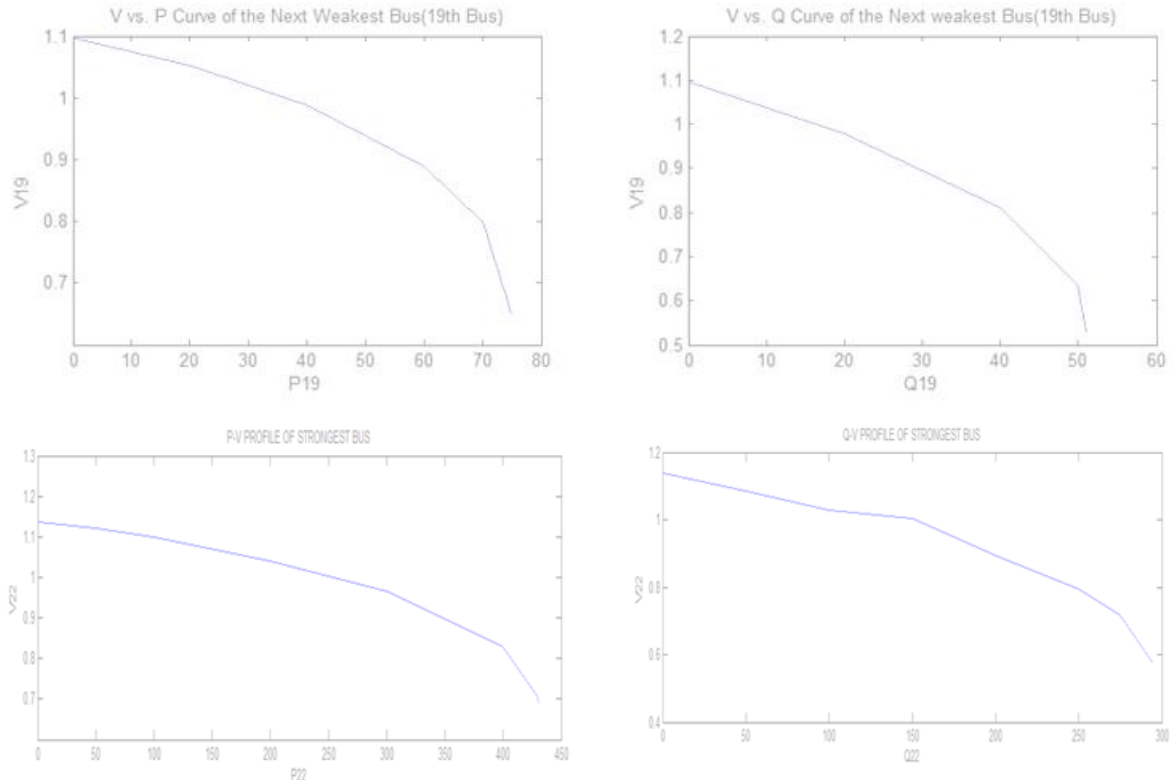 V vs. P Curve of the Next Weakest Bus(19th Bus)
1.1
1
0.9
0.8
0.7
V19
0 10 20 30 40 50 60 70 80
P19
V vs. Q Curve of the Next weakest Bus(19th Bus)
1.2
1.1
1
0.9
0.8
0.7
0.6
0.5
V19
0 10 20 30 40 50 60
Q19
P-V PROFILE OF STRONGEST BUS
1.3
1.2
1.1
1
0.9
0.8
0.7
V22
0 50 100 150 200 250 300 350 400 450
P22
Q-V PROFILE OF STRONGEST BUS
1.2
1
0.8
0.6
0.4
V22
0 50 100 150 200 250 300
Q22